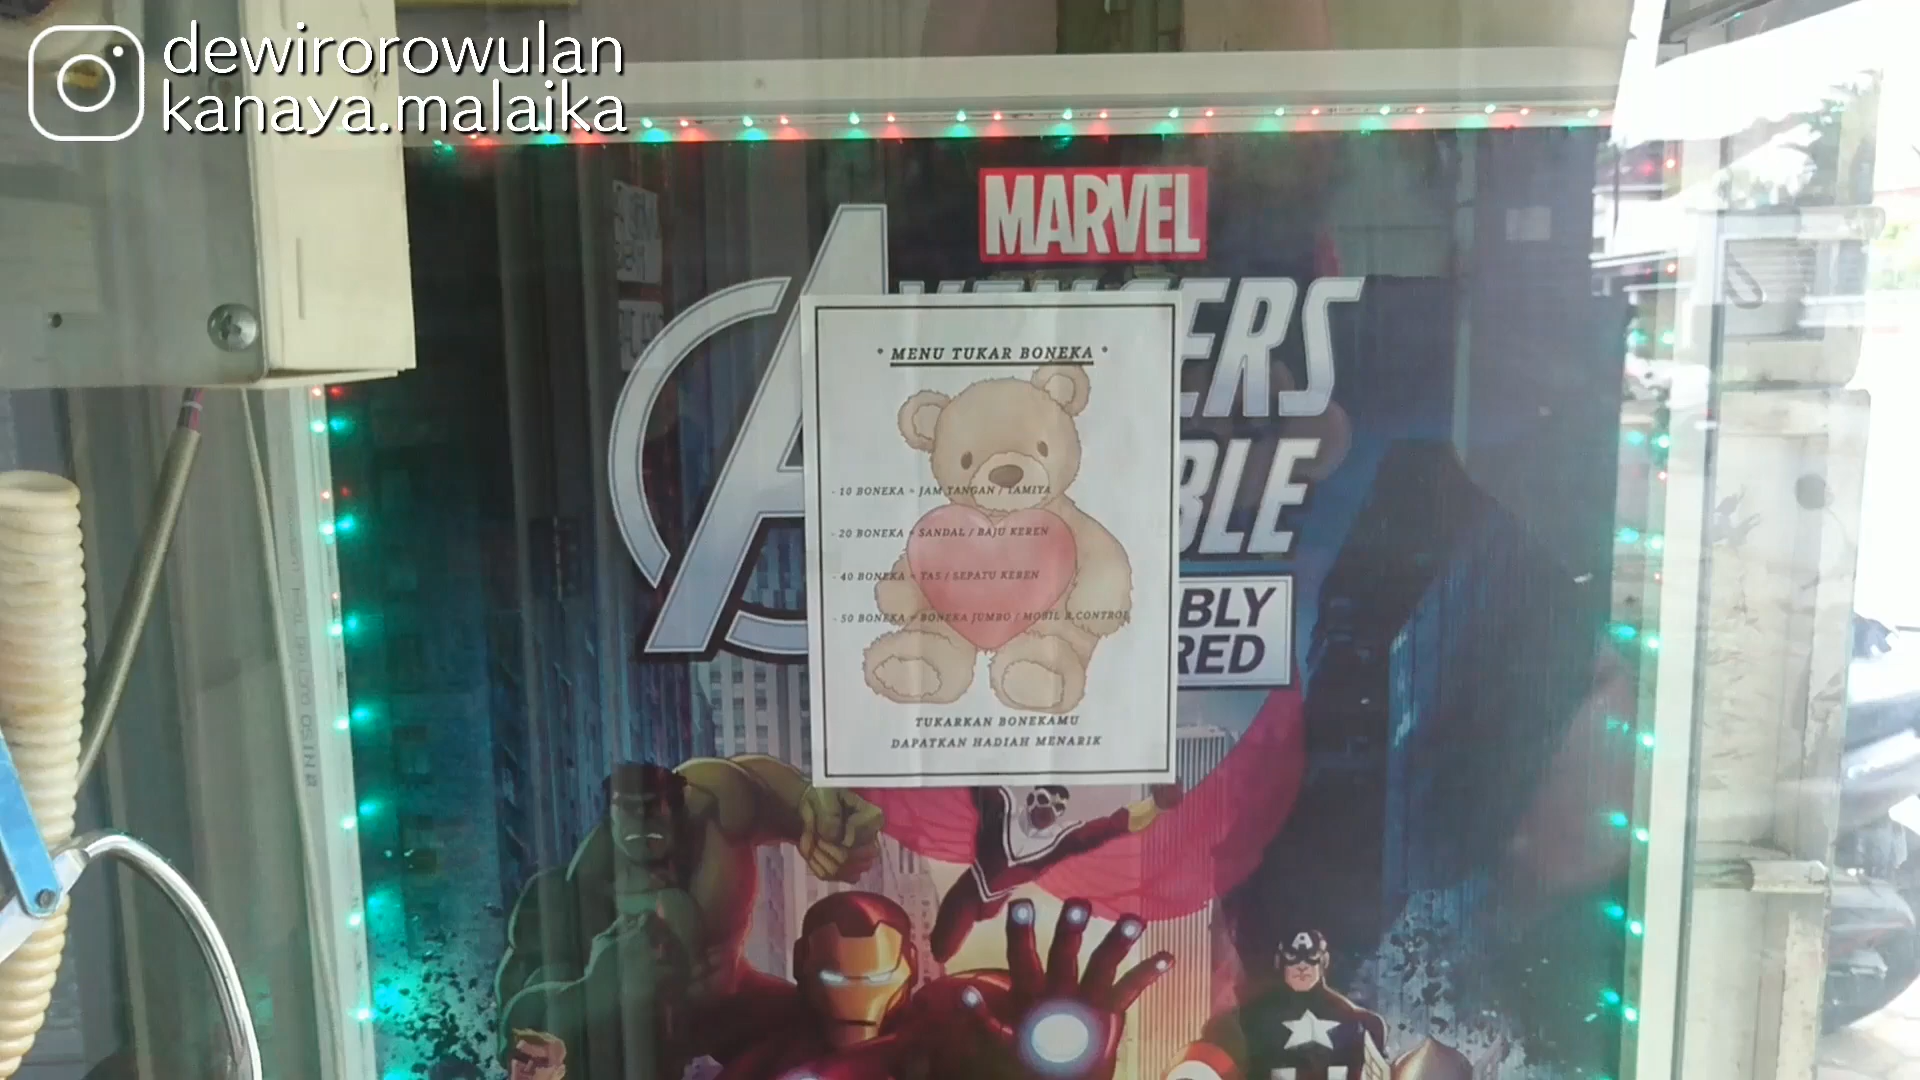 dewirorowulan
kanaya.malaika
MARVEL
AVENGERS
* MENU TUKAR BONEKA *
- 10 BONEKA = JAM TANGAN / TAMIYA
- 20 BONEKA = SANDAL / BAJU KEREN
- 40 BONEKA = TAS / SEPATU KEREN
- 50 BONEKA = BONEKA JUMBO / MOBIL R.CONTROL
TUKARKAN BONEKAMU
DAPATKAN HADIAH MENARIK
BLE
BLY
RED
A